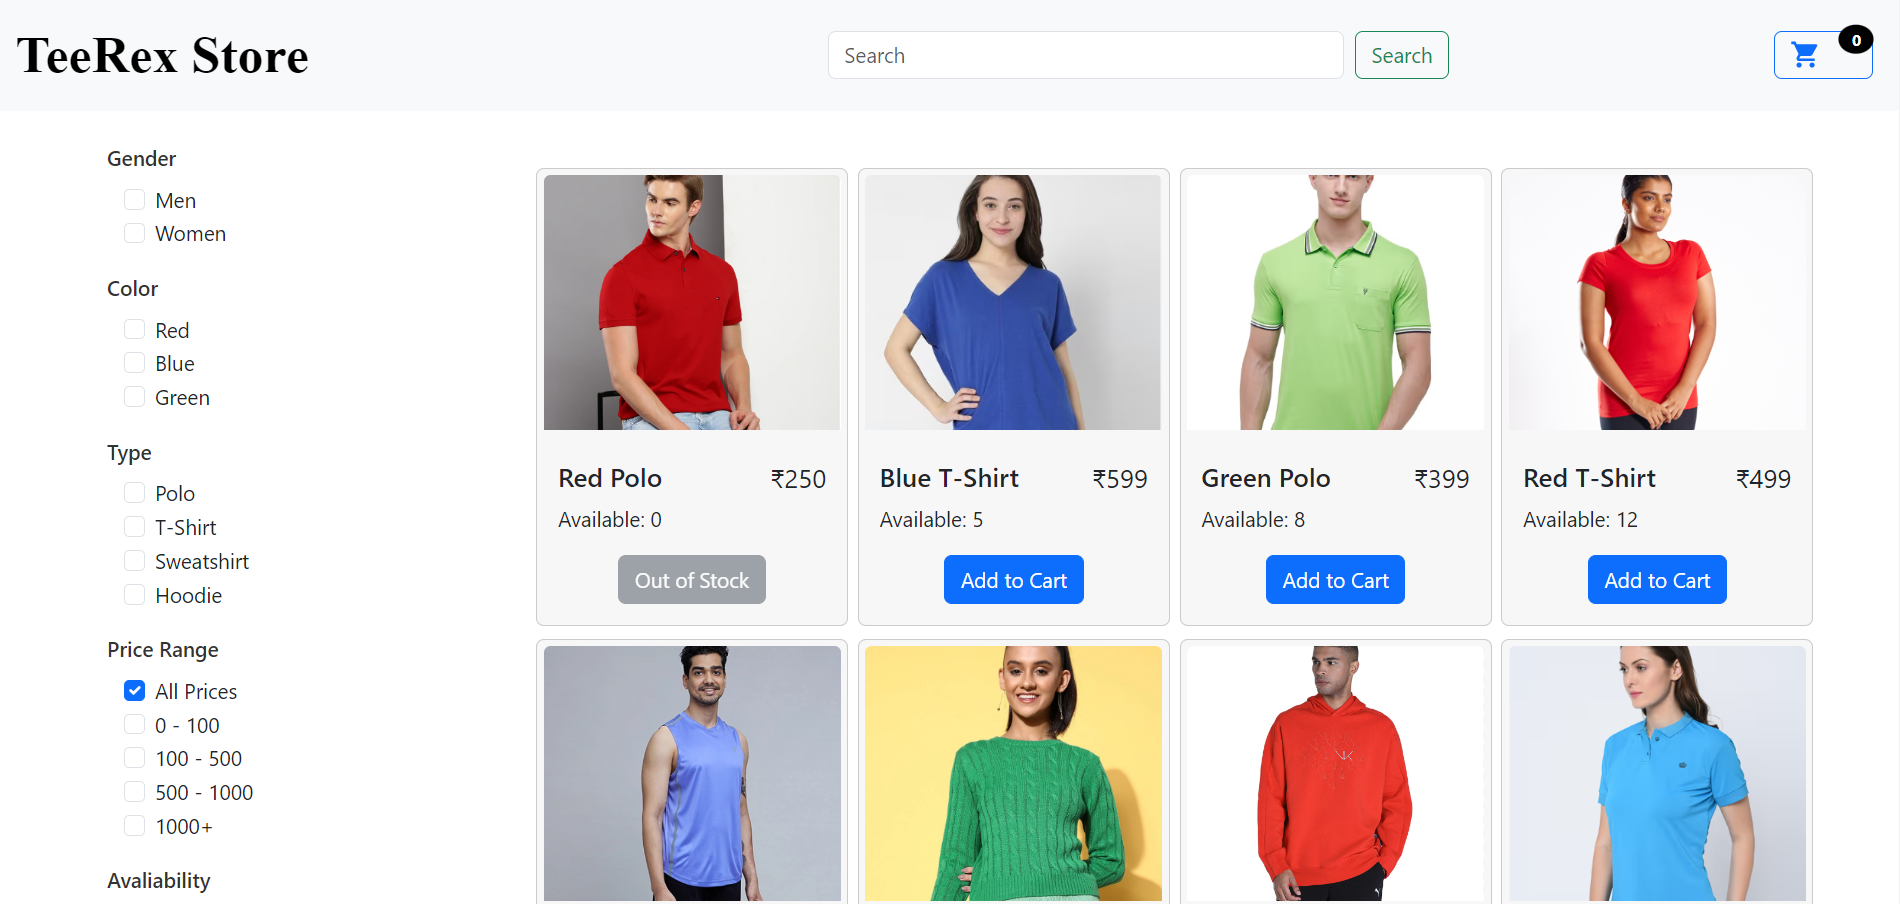 TeeRex Store
Search
Search
0
Gender
Men
Women
Color
Red
Blue
Green
Type
Polo
T-Shirt
Sweatshirt
Hoodie
Price Range
All Prices
0 - 100
100 - 500
500 - 1000
1000+
Avaliability
Red Polo ₹250
Available: 0
Out of Stock
Blue T-Shirt ₹599
Available: 5
Add to Cart
Green Polo ₹399
Available: 8
Add to Cart
Red T-Shirt ₹499
Available: 12
Add to Cart